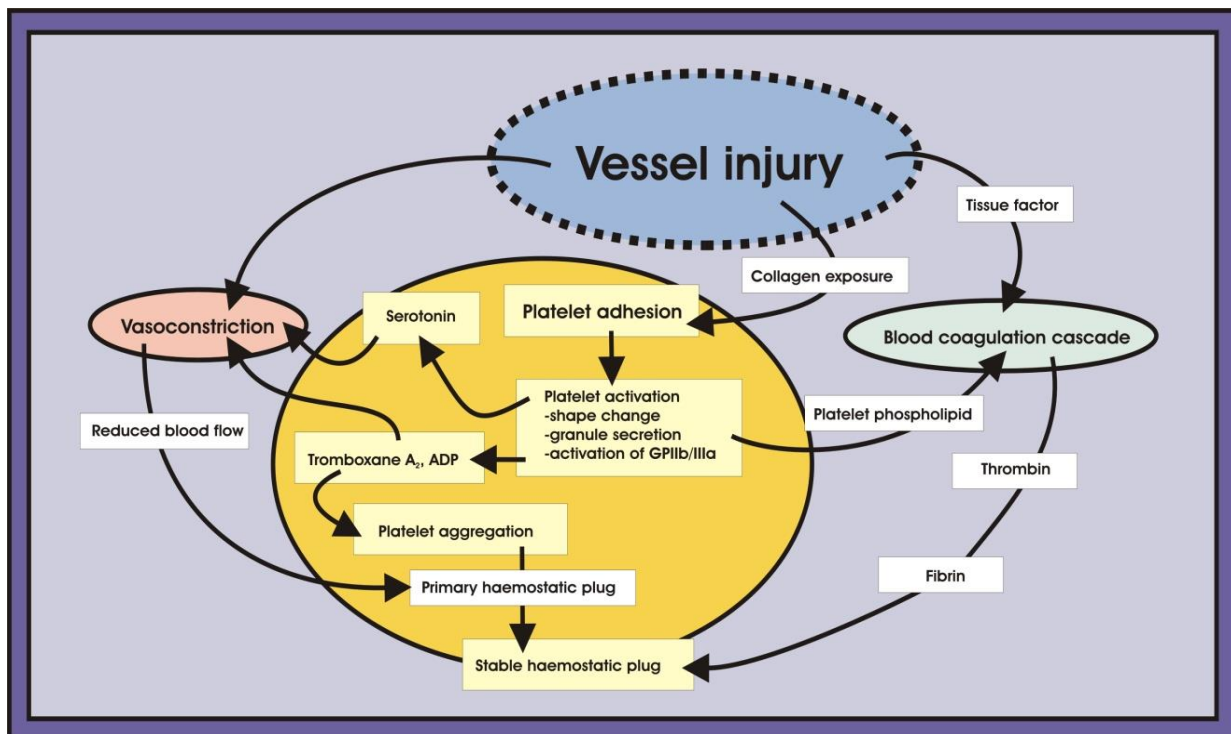 Vessel injury
Tissue factor
Collagen exposure
Serotonin
Platelet adhesion
Vasoconstriction
Blood coagulation cascade
Platelet activation
-shape change
-granule secretion
-activation of GPIIb/IIIa
Platelet phospholipid
Reduced blood flow
Tromboxane A₂, ADP
Thrombin
Platelet aggregation
Fibrin
Primary haemostatic plug
Stable haemostatic plug